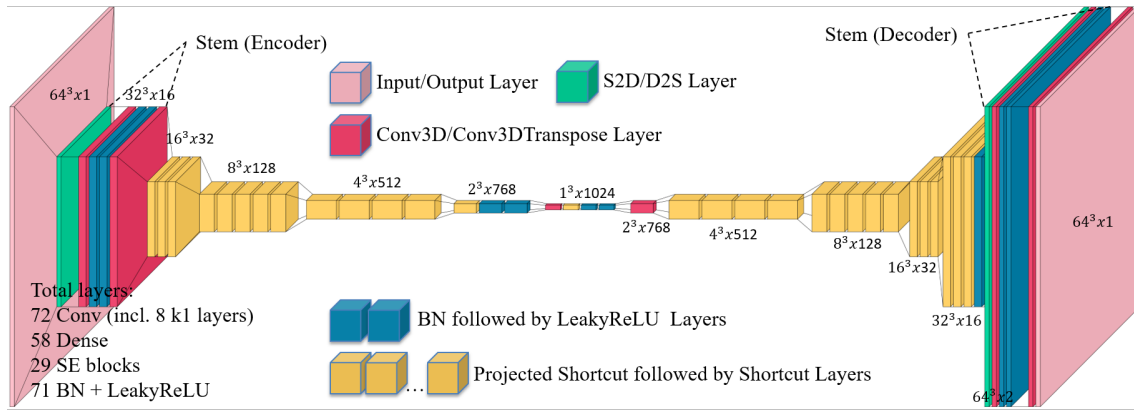 Stem (Encoder)
Stem (Decoder)
64³x1
32³x16
16³x32
8³x128
4³x512
2³x768
1³x1024
2³x768
4³x512
8³x128
16³x32
32³x16
64³x2
64³x1
Input/Output Layer
S2D/D2S Layer
Conv3D/Conv3DTranspose Layer
BN followed by LeakyReLU Layers
... Projected Shortcut followed by Shortcut Layers
Total layers:
72 Conv (incl. 8 k1 layers)
58 Dense
29 SE blocks
71 BN + LeakyReLU